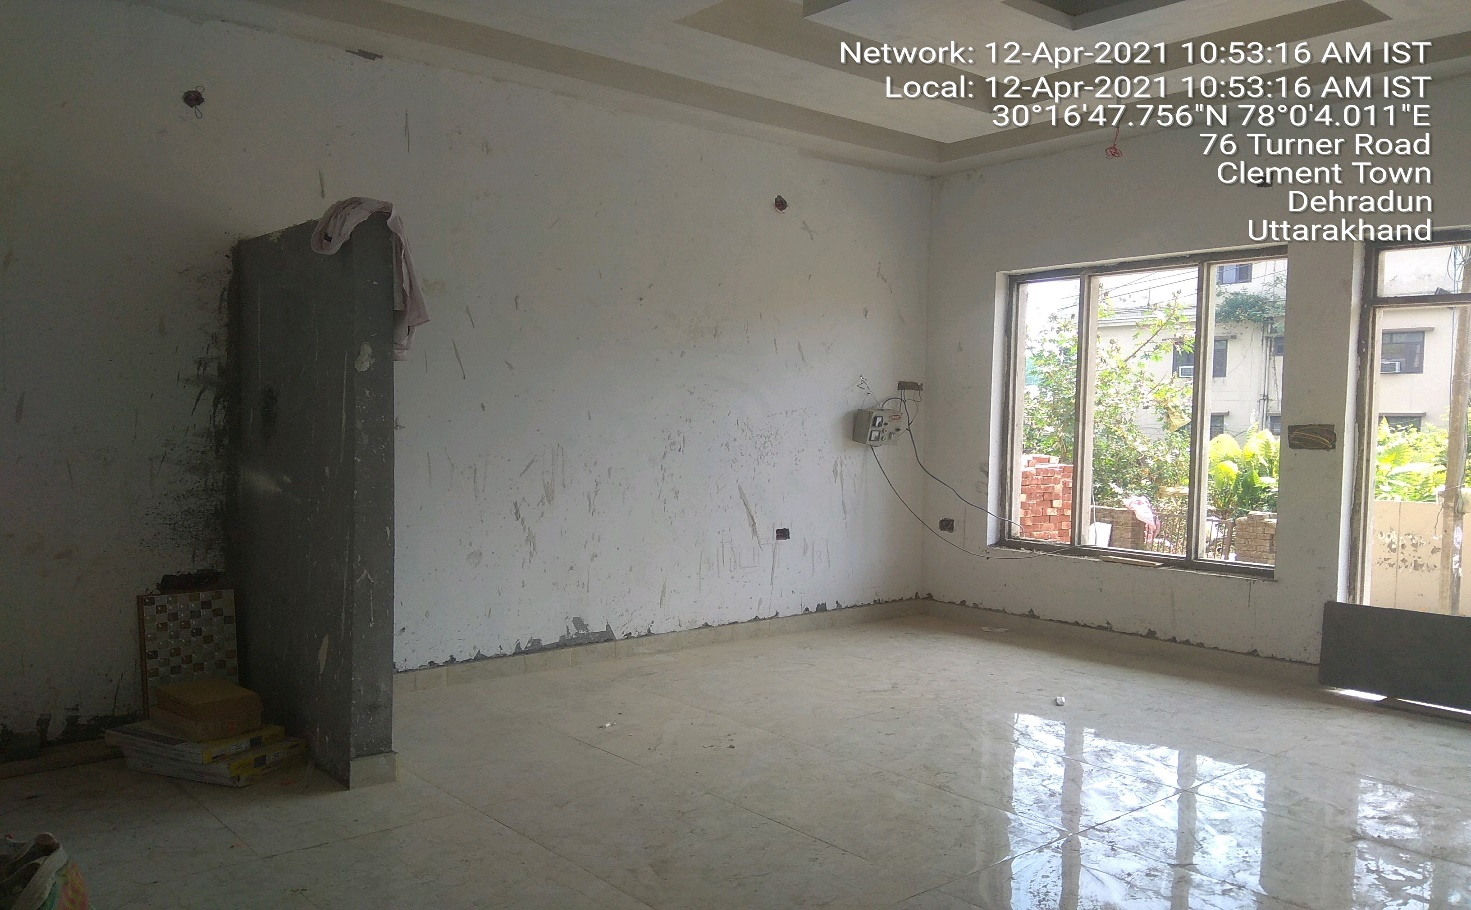 Network: 12-Apr-2021 10:53:16 AM IST
Local: 12-Apr-2021 10:53:16 AM IST
30°16'47.756"N 78°0'4.011"E
76 Turner Road
Clement Town
Dehradun
Uttarakhand